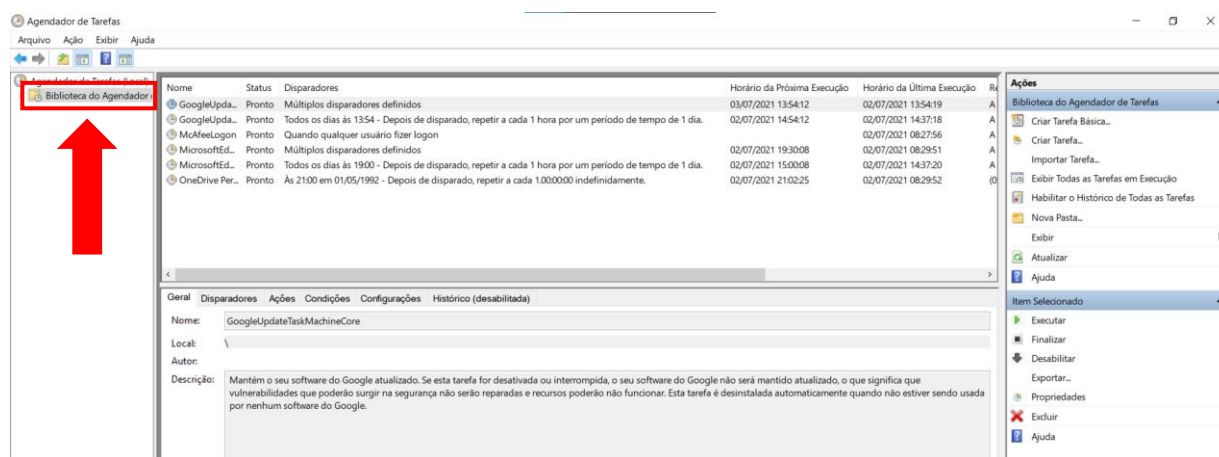 Agendador de Tarefas
Arquivo Ação Exibir Ajuda
Agendador de Tarefas (Local)
Biblioteca do Agendador
Nome Status Disparadores Horário da Próxima Execução Horário da Última Execução Re
GoogleUpda... Pronto Múltiplos disparadores definidos 03/07/2021 13:54:12 02/07/2021 13:54:19 A
GoogleUpda... Pronto Todos os dias às 13:54 - Depois de disparado, repetir a cada 1 hora por um período de tempo de 1 dia. 02/07/2021 14:54:12 02/07/2021 14:37:18 A
McAfeeLogon Pronto Quando qualquer usuário fizer logon 02/07/2021 08:27:56 A
MicrosoftEd... Pronto Múltiplos disparadores definidos 02/07/2021 19:30:08 02/07/2021 08:29:51 A
MicrosoftEd... Pronto Todos os dias às 19:00 - Depois de disparado, repetir a cada 1 hora por um período de tempo de 1 dia. 02/07/2021 15:00:08 02/07/2021 14:37:20 A
OneDrive Per... Pronto Às 21:00 em 01/05/1992 - Depois de disparado, repetir a cada 1.00:00:00 indefinidamente. 02/07/2021 21:02:25 02/07/2021 08:29:52 (0
Geral Disparadores Ações Condições Configurações Histórico (desabilitada)
Nome: GoogleUpdateTaskMachineCore
Local: \
Autor:
Descrição: Mantém o seu software do Google atualizado. Se esta tarefa for desativada ou interrompida, o seu software do Google não será mantido atualizado, o que significa que
vulnerabilidades que poderão surgir na segurança não serão reparadas e recursos poderão não funcionar. Esta tarefa é desinstalada automaticamente quando não estiver sendo usada
por nenhum software do Google.
Ações
Biblioteca do Agendador de Tarefas
Criar Tarefa Básica...
Criar Tarefa...
Importar Tarefa...
Exibir Todas as Tarefas em Execução
Habilitar o Histórico de Todas as Tarefas
Nova Pasta...
Exibir
Atualizar
Ajuda
Item Selecionado
Executar
Finalizar
Desabilitar
Exportar...
Propriedades
Excluir
Ajuda